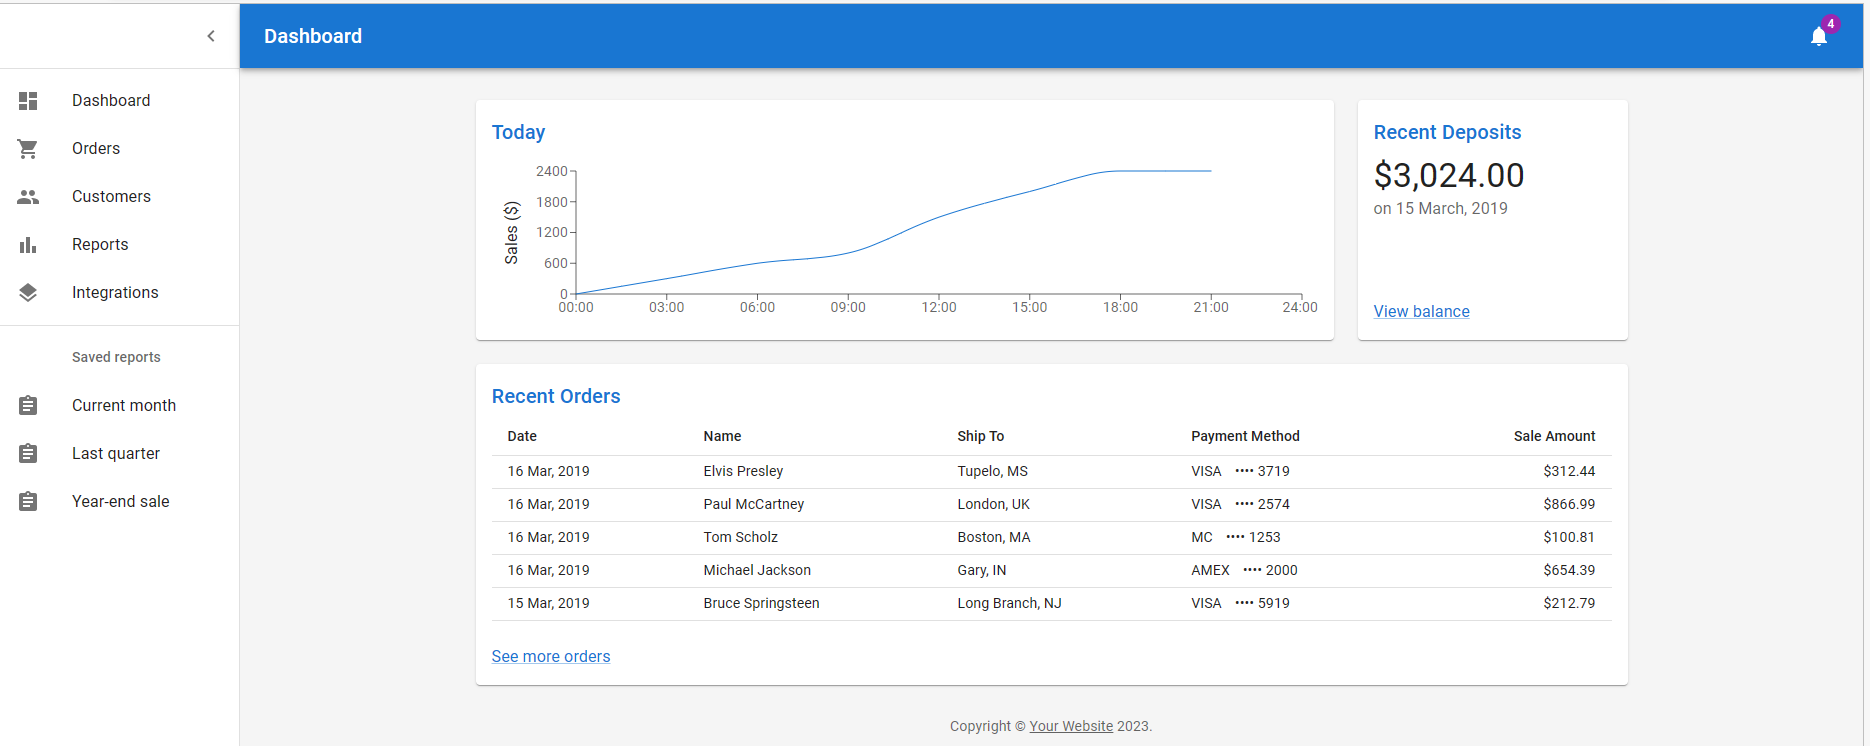 Dashboard
4
Dashboard
Orders
Customers
Reports
Integrations
Saved reports
Current month
Last quarter
Year-end sale
Today
Sales ($)
2400
1800
1200
600
0
00:00 03:00 06:00 09:00 12:00 15:00 18:00 21:00 24:00
Recent Deposits
$3,024.00
on 15 March, 2019
View balance
Recent Orders
Date Name Ship To Payment Method Sale Amount
16 Mar, 2019 Elvis Presley Tupelo, MS VISA •••• 3719 $312.44
16 Mar, 2019 Paul McCartney London, UK VISA •••• 2574 $866.99
16 Mar, 2019 Tom Scholz Boston, MA MC •••• 1253 $100.81
16 Mar, 2019 Michael Jackson Gary, IN AMEX •••• 2000 $654.39
15 Mar, 2019 Bruce Springsteen Long Branch, NJ VISA •••• 5919 $212.79
See more orders
Copyright © Your Website 2023.